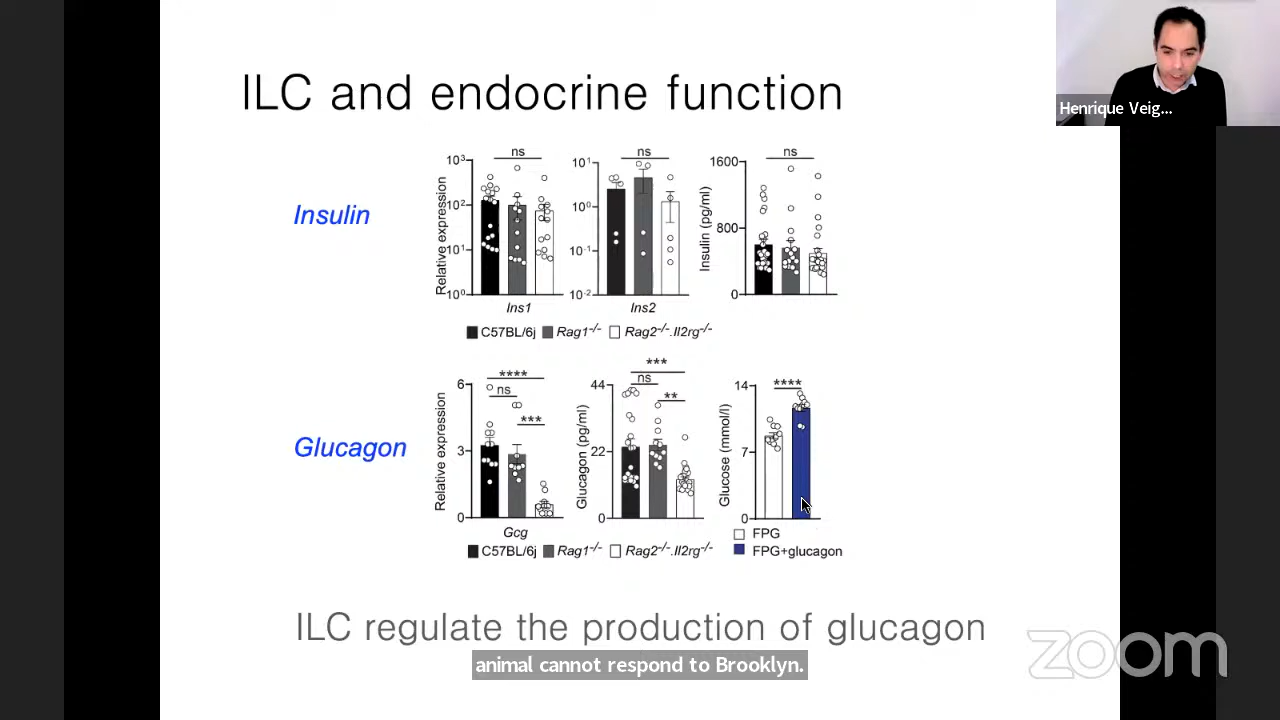 ILC and endocrine function
Henrique Veig...
Insulin
ns
ns
ns
Relative expression
10³
10²
10¹
10⁰
Ins1
10¹
10⁰
10⁻¹
10⁻²
Ins2
Insulin (pg/ml)
1600
800
0
C57BL/6j Rag1⁻/⁻ Rag2⁻/⁻.Il2rg⁻/⁻
Glucagon
Relative expression
6
3
0
****
ns
***
Gcg
Glucagon (pg/ml)
44
22
0
***
ns
**
Glucose (mmol/l)
14
7
0
****
C57BL/6j Rag1⁻/⁻ Rag2⁻/⁻.Il2rg⁻/⁻
FPG
FPG+glucagon
ILC regulate the production of glucagon
animal cannot respond to Brooklyn.
zoom